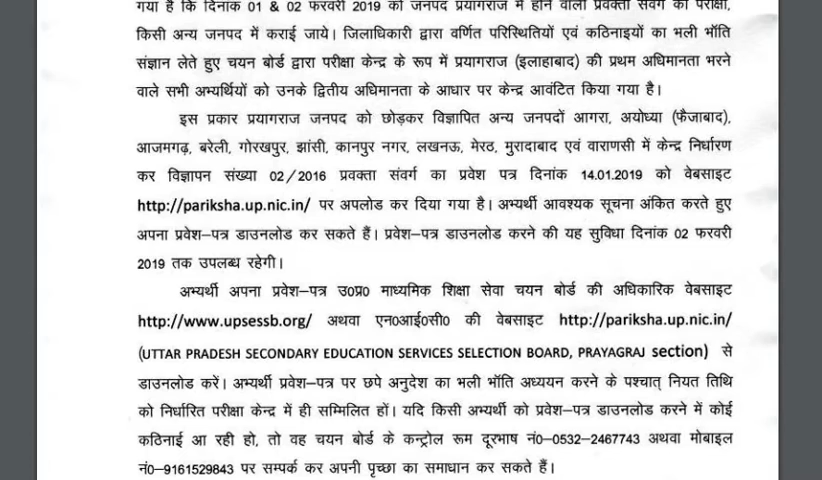 गया है कि दिनांक 01 & 02 फरवरी 2019 को जनपद प्रयागराज में होने वाली प्रवक्ता संवर्ग की परीक्षा,
किसी अन्य जनपद में कराई जाये। जिलाधिकारी द्वारा वर्णित परिस्थितियों एवं कठिनाइयों का भली भाँति
संज्ञान लेते हुए चयन बोर्ड द्वारा परीक्षा केन्द्र के रूप में प्रयागराज (इलाहाबाद) की प्रथम अधिमानता भरने
वाले सभी अभ्यर्थियों को उनके द्वितीय अधिमानता के आधार पर केन्द्र आवंटित किया गया है।
इस प्रकार प्रयागराज जनपद को छोड़कर विज्ञापित अन्य जनपदों आगरा, अयोध्या (फैजाबाद),
आजमगढ़, बरेली, गोरखपुर, झांसी, कानपुर नगर, लखनऊ, मेरठ, मुरादाबाद एवं वाराणसी में केन्द्र निर्धारण
कर विज्ञापन संख्या 02/2016 प्रवक्ता संवर्ग का प्रवेश पत्र दिनांक 14.01.2019 को वेबसाइट
http://pariksha.up.nic.in/ पर अपलोड कर दिया गया है। अभ्यर्थी आवश्यक सूचना अंकित करते हुए
अपना प्रवेश–पत्र डाउनलोड कर सकते हैं। प्रवेश–पत्र डाउनलोड करने की यह सुविधा दिनांक 02 फरवरी
2019 तक उपलब्ध रहेगी।
अभ्यर्थी अपना प्रवेश–पत्र उ0प्र0 माध्यमिक शिक्षा सेवा चयन बोर्ड की अधिकारिक वेबसाइट
http://www.upsessb.org/ अथवा एन0आई0सी0 की वेबसाइट http://pariksha.up.nic.in/
(UTTAR PRADESH SECONDARY EDUCATION SERVICES SELECTION BOARD, PRAYAGRAJ section) से
डाउनलोड करें। अभ्यर्थी प्रवेश–पत्र पर छपे अनुदेश का भली भाँति अध्ययन करने के पश्चात् नियत तिथि
को निर्धारित परीक्षा केन्द्र में ही सम्मिलित हों। यदि किसी अभ्यर्थी को प्रवेश–पत्र डाउनलोड करने में कोई
कठिनाई आ रही हो, तो वह चयन बोर्ड के कन्ट्रोल रूम दूरभाष नं0–0532–2467743 अथवा मोबाइल
नं0–9161529843 पर सम्पर्क कर अपनी पृच्छा का समाधान कर सकते हैं।